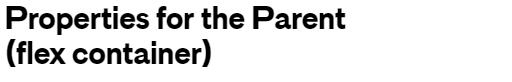 Properties for the Parent
(flex container)